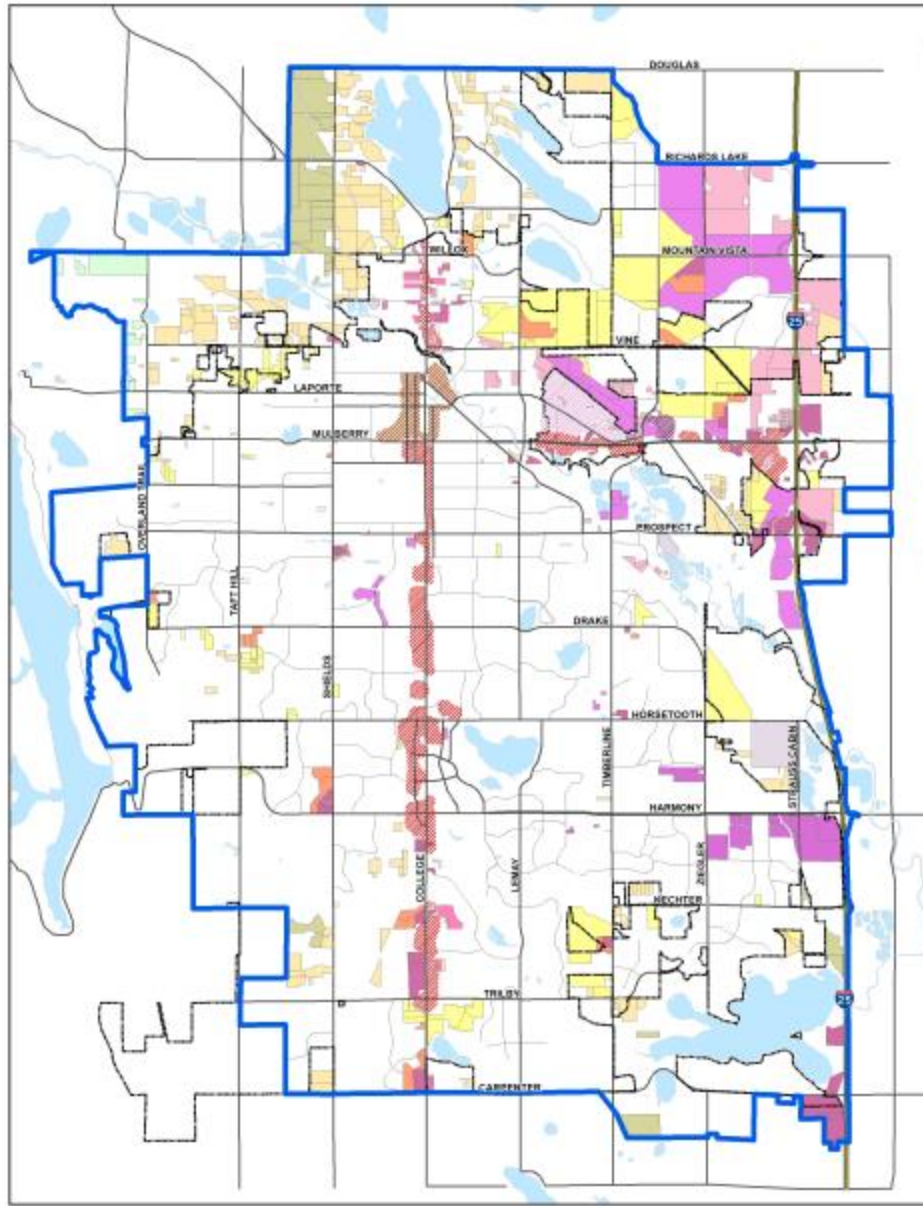 DOUGLAS
RICHARDS LAKE
WILLOX
MOUNTAIN VISTA
25
VINE
LAPORTE
MULBERRY
OVERLAND TRAIL
PROSPECT
TAFT HILL
DRAKE
SHIELDS
HORSETOOTH
TIMBERLINE
STRAUSS CABIN
HARMONY
COLLEGE
LEMAY
ZIEGLER
KECHTER
TRILBY
25
CARPENTER